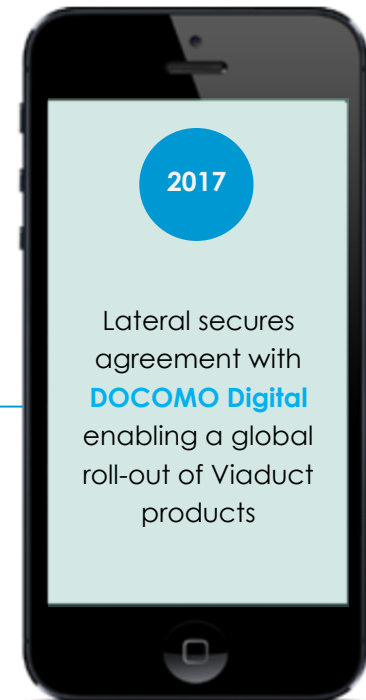 2017
Lateral secures
agreement with
DOCOMO Digital
enabling a global
roll-out of Viaduct
products